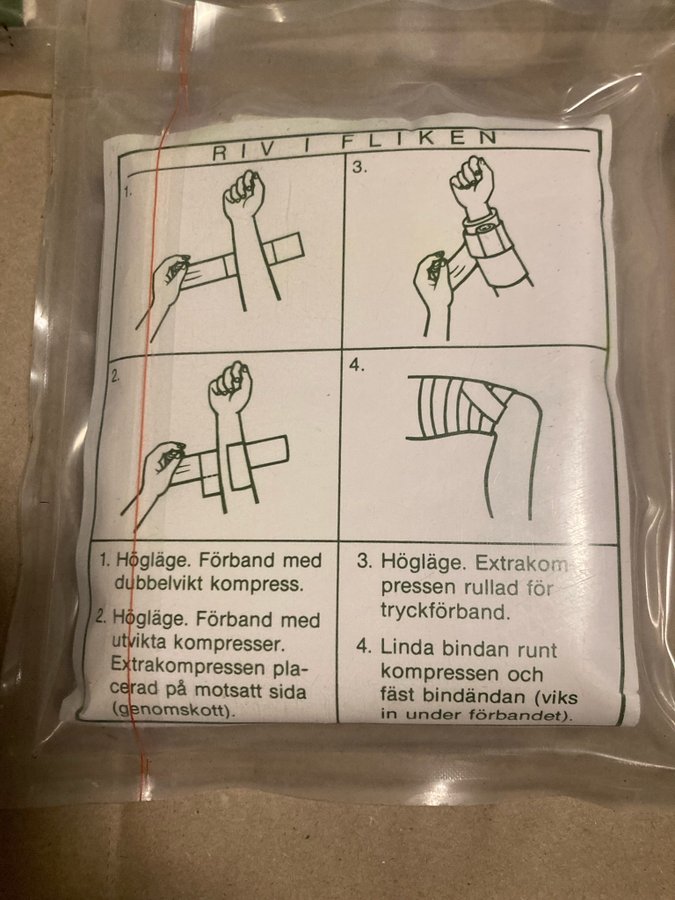 RIV I FLIKEN
1.
3.
2.
4.
1. Högläge. Förband med
dubbelvikt kompress.
2. Högläge. Förband med
utvikta kompresser.
Extrakompressen pla-
cerad på motsatt sida
(genomskott).
3. Högläge. Extrakom-
pressen rullad för
tryckförband.
4. Linda bindan runt
kompressen och
fäst bindändan (viks
in under förbandet).